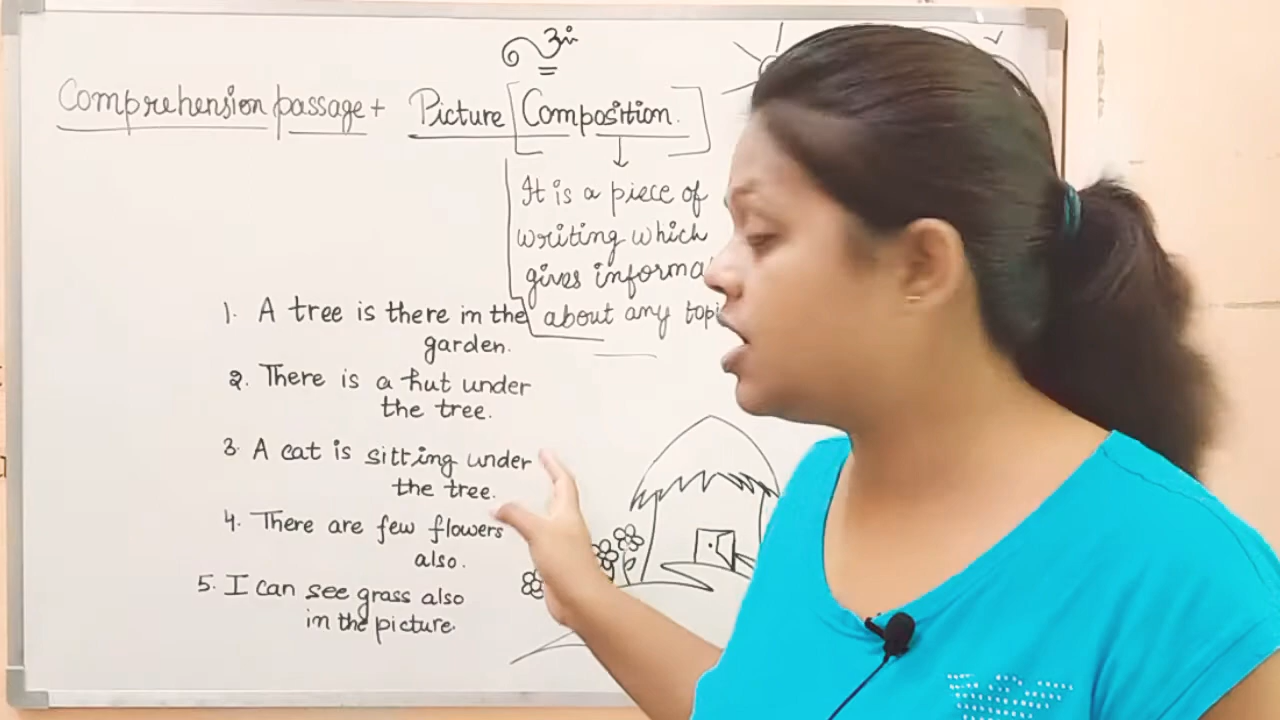 Comprehension passage + Picture Composition.
It is a piece of
writing which
gives
about any
1. A tree is there in the
garden.
2. There is a hut under
the tree.
3. A cat is sitting under
the tree.
4. There are few flowers
also.
5. I can see grass also
in the picture.